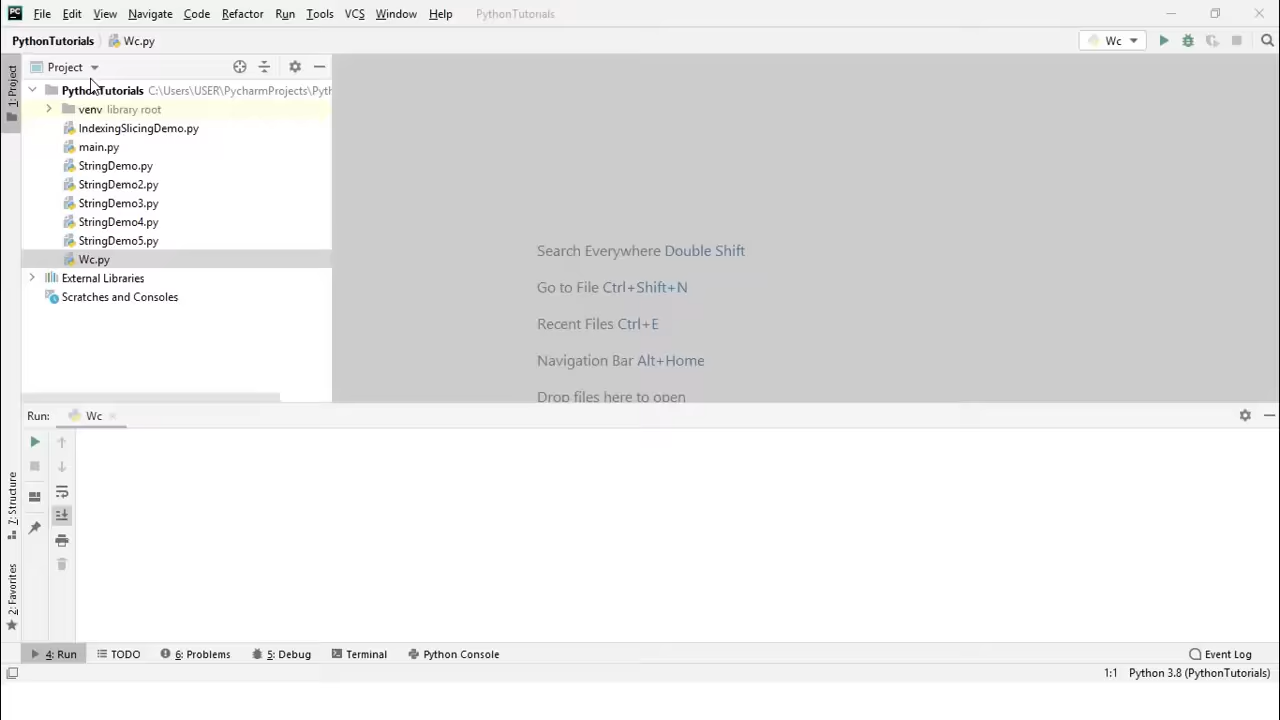 PC File Edit View Navigate Code Refactor Run Tools VCS Window Help PythonTutorials
PythonTutorials Wc.py Wc
1: Project
Project
PythonTutorials C:\Users\USER\PycharmProjects\Pyth
venv library root
IndexingSlicingDemo.py
main.py
StringDemo.py
StringDemo2.py
StringDemo3.py
StringDemo4.py
StringDemo5.py
Wc.py
External Libraries
Scratches and Consoles
Search Everywhere Double Shift
Go to File Ctrl+Shift+N
Recent Files Ctrl+E
Navigation Bar Alt+Home
Drop files here to open
Run: Wc
7: Structure
2: Favorites
4: Run TODO 6: Problems 5: Debug Terminal Python Console Event Log
1:1 Python 3.8 (PythonTutorials)